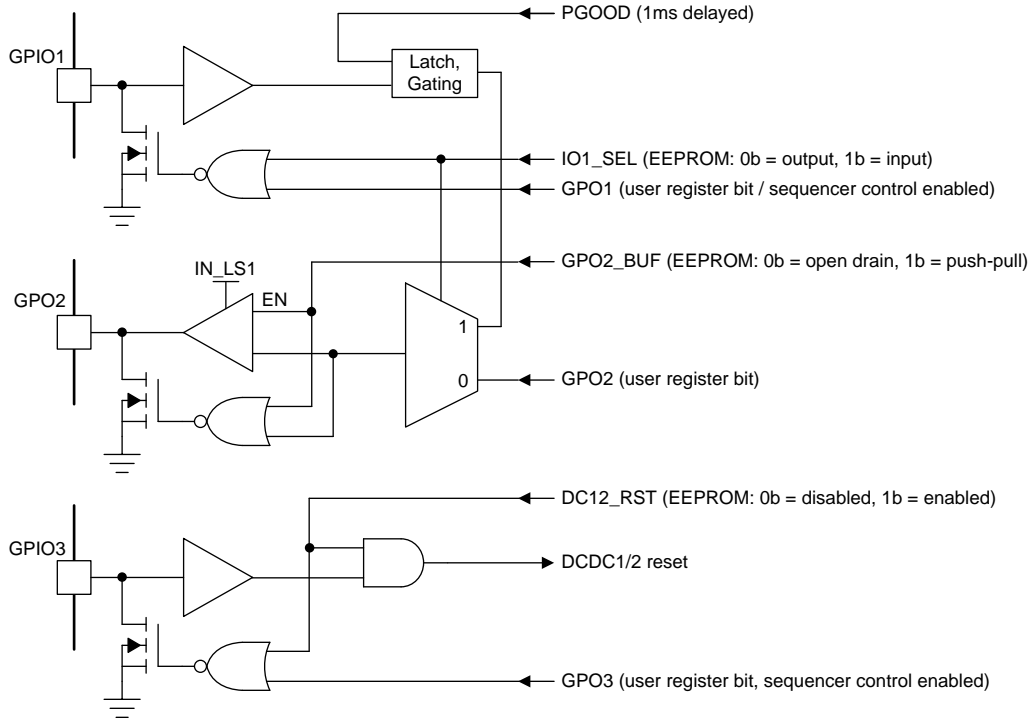 PGOOD (1ms delayed)
GPIO1
Latch,
Gating
IO1_SEL (EEPROM: 0b = output, 1b = input)
GPO1 (user register bit / sequencer control enabled)
GPO2_BUF (EEPROM: 0b = open drain, 1b = push-pull)
IN_LS1
GPO2
EN
1
0
GPO2 (user register bit)
DC12_RST (EEPROM: 0b = disabled, 1b = enabled)
GPIO3
DCDC1/2 reset
GPO3 (user register bit, sequencer control enabled)